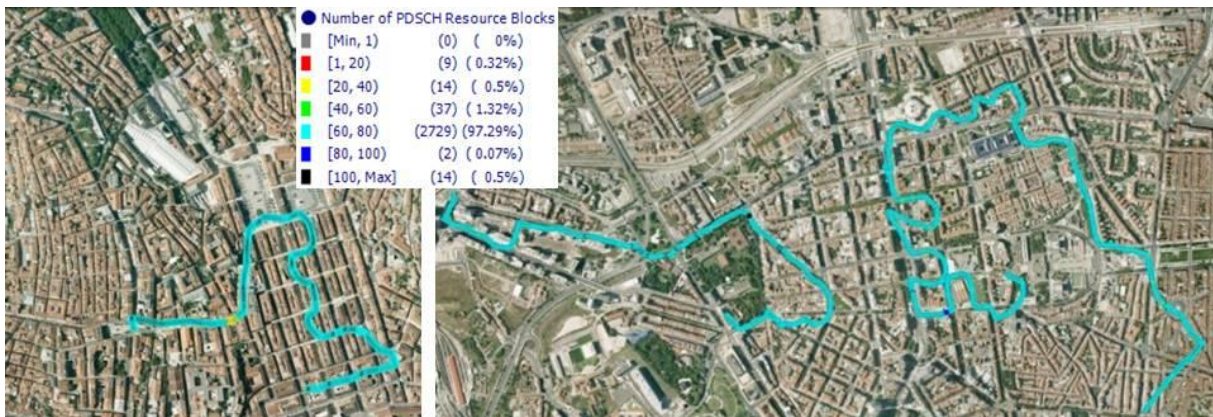 Number of PDSCH Resource Blocks
[Min, 1) (0) ( 0%)
[1, 20) (9) ( 0.32%)
[20, 40) (14) ( 0.5%)
[40, 60) (37) ( 1.32%)
[60, 80) (2729) (97.29%)
[80, 100) (2) ( 0.07%)
[100, Max] (14) ( 0.5%)